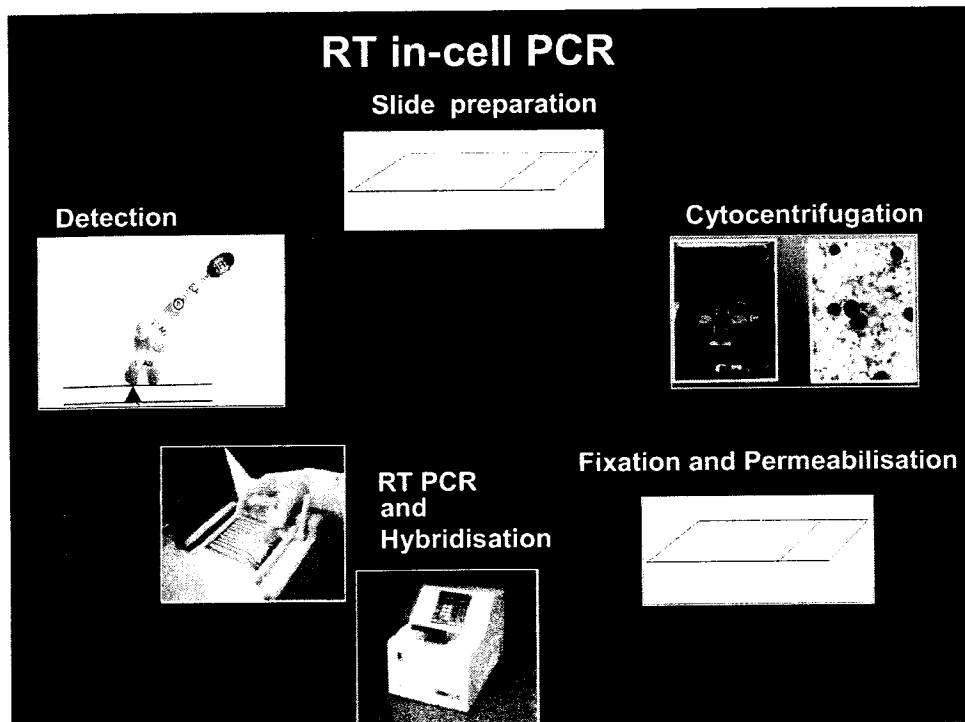 RT in-cell PCR
Slide preparation
Detection
Cytocentrifugation
Fixation and Permeabilisation
RT PCR
and
Hybridisation